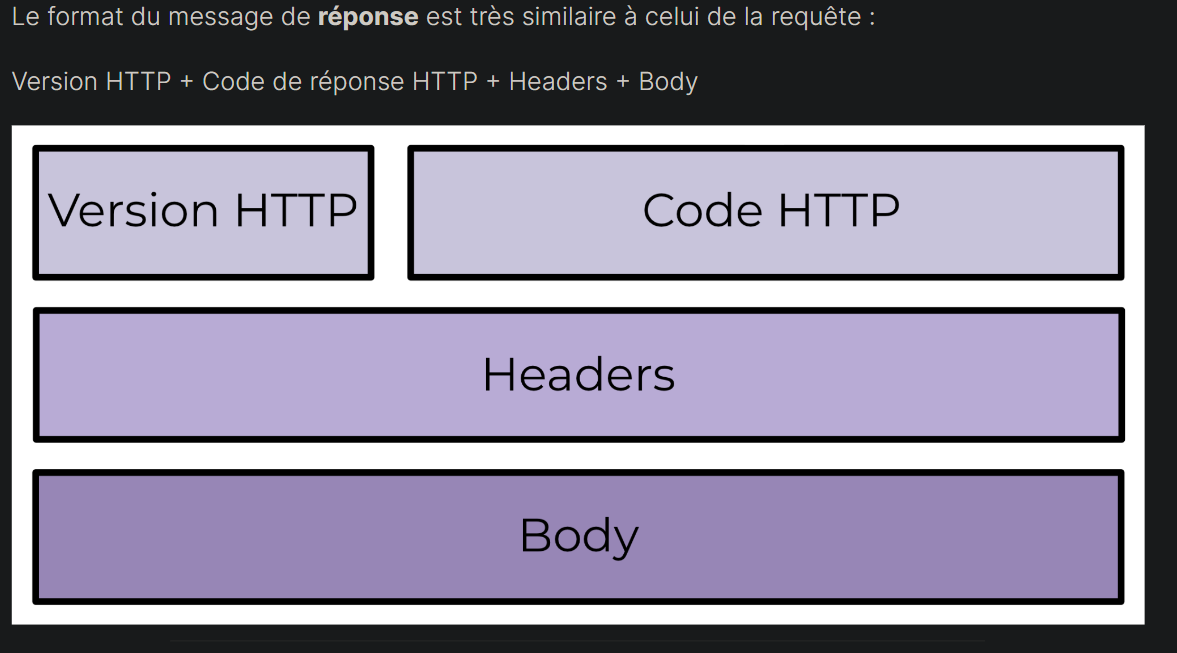 Le format du message de réponse est très similaire à celui de la requête :
Version HTTP + Code de réponse HTTP + Headers + Body
Version HTTP
Code HTTP
Headers
Body